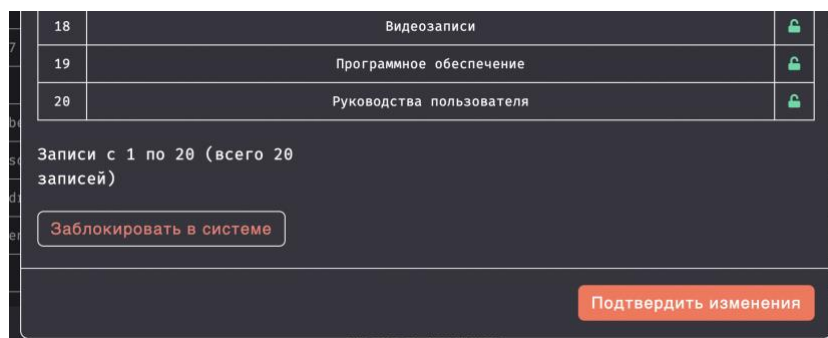 18 Видеозаписи
19 Программное обеспечение
20 Руководства пользователя
Записи с 1 по 20 (всего 20
записей)
Заблокировать в системе
Подтвердить изменения